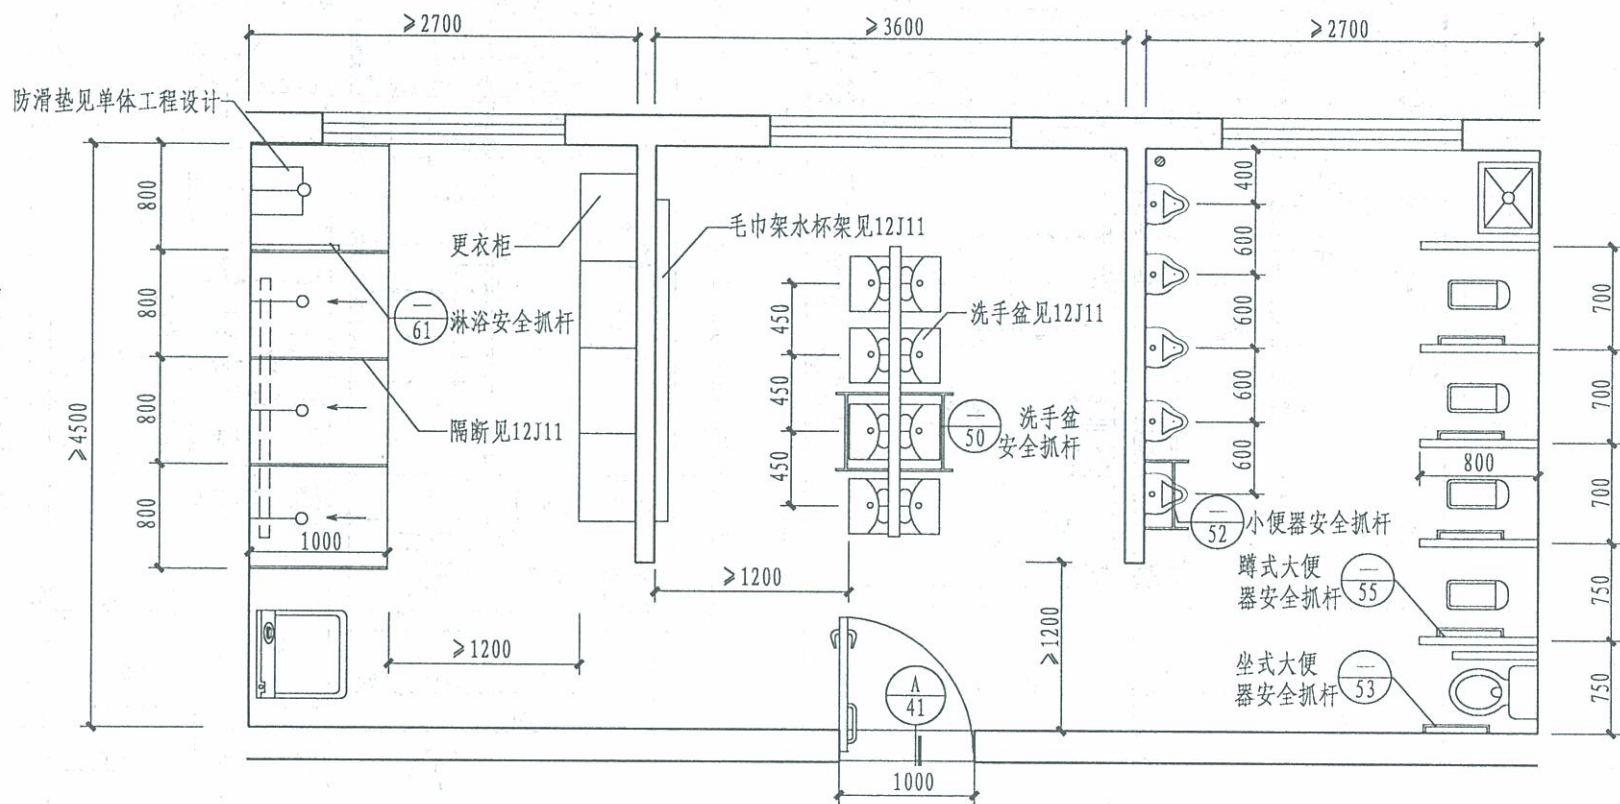 ≥2700
≥3600
≥2700
防滑垫见单体工程设计
800
800
800
800
≥4500
1000
更衣柜
一
61
淋浴安全抓杆
隔断见12J11
≥1200
毛巾架水杯架见12J11
450
450
450
洗手盆见12J11
一
50
洗手盆
安全抓杆
≥1200
≥1200
A
41
1000
400
600
600
600
600
一
52
小便器安全抓杆
蹲式大便
器安全抓杆
一
55
坐式大便
器安全抓杆
一
53
800
700
700
700
750
750